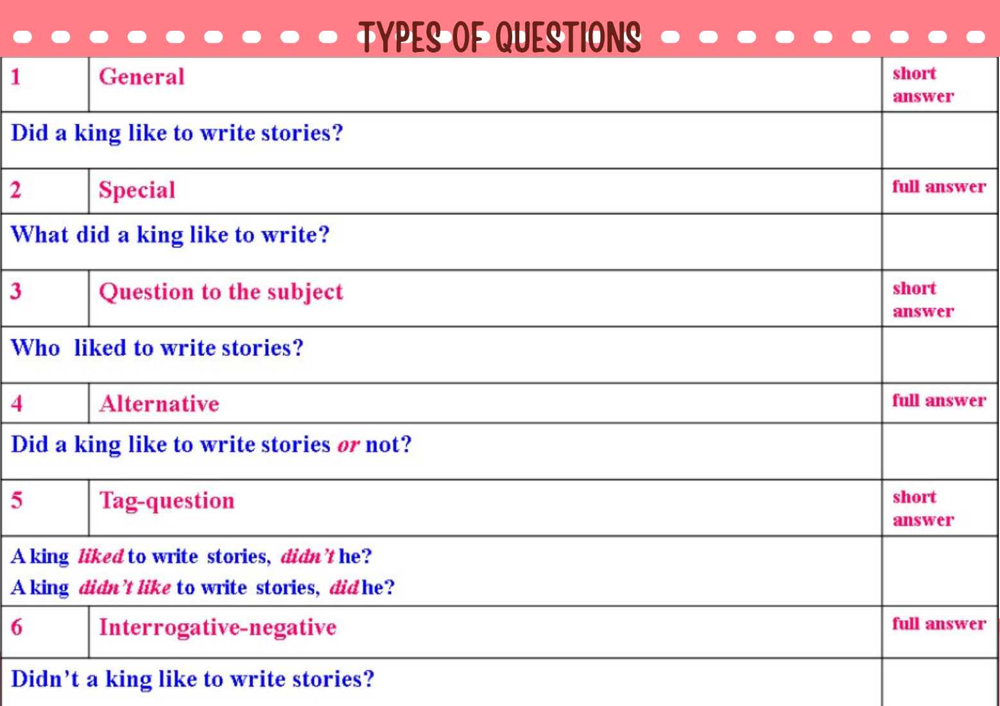 TYPES OF QUESTIONS
1 General short
answer
Did a king like to write stories?
2 Special full answer
What did a king like to write?
3 Question to the subject short
answer
Who liked to write stories?
4 Alternative full answer
Did a king like to write stories or not?
5 Tag-question short
answer
A king liked to write stories, didn't he?
A king didn't like to write stories, did he?
6 Interrogative-negative full answer
Didn't a king like to write stories?